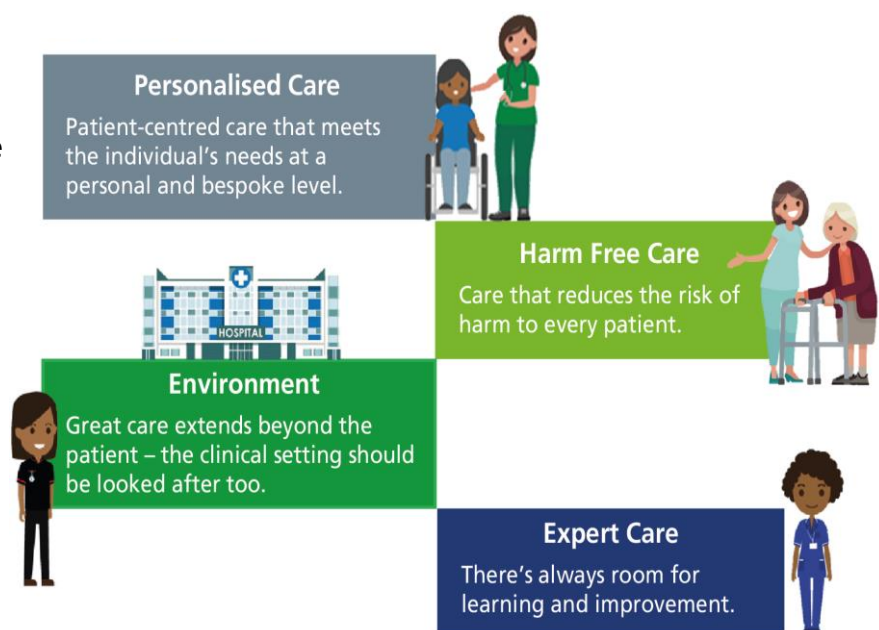 Personalised Care
Patient-centred care that meets
the individual's needs at a
personal and bespoke level.
Harm Free Care
Care that reduces the risk of
harm to every patient.
HOSPITAL
Environment
Great care extends beyond the
patient – the clinical setting should
be looked after too.
Expert Care
There's always room for
learning and improvement.